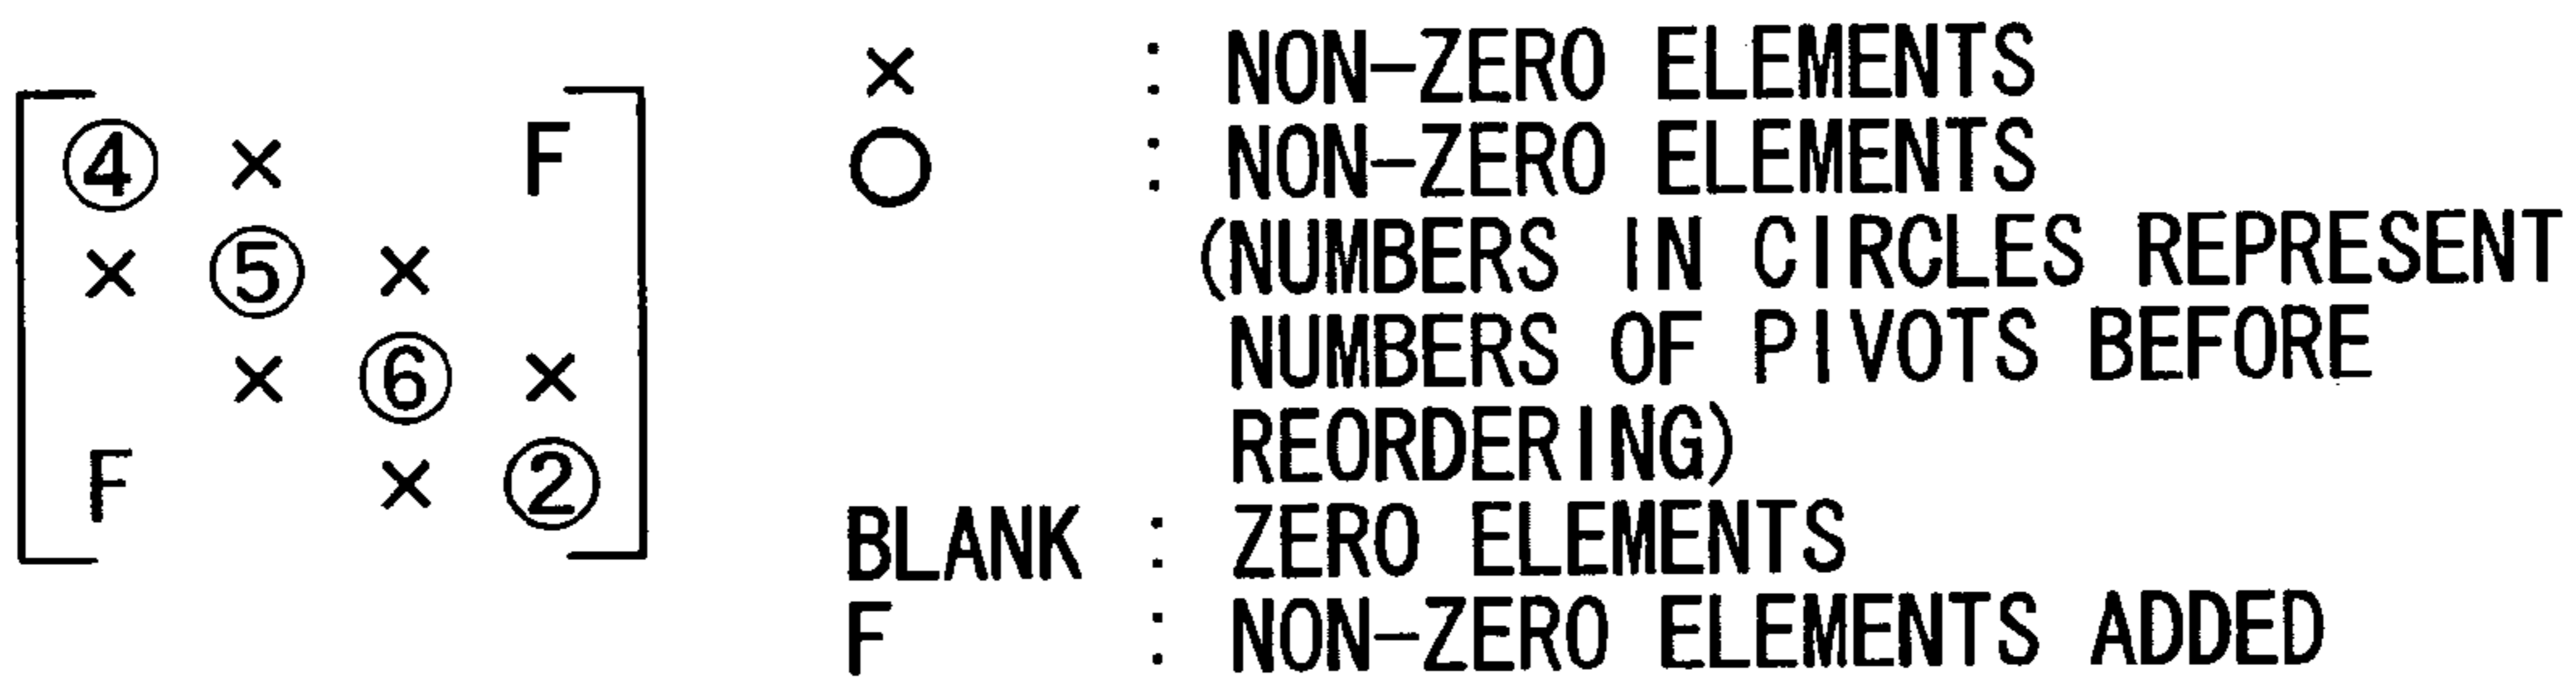 × : NON-ZERO ELEMENTS
④ × F ○ : NON-ZERO ELEMENTS
× ⑤ × (NUMBERS IN CIRCLES REPRESENT
× ⑥ × NUMBERS OF PIVOTS BEFORE
F × ② REORDERING)
BLANK : ZERO ELEMENTS
F : NON-ZERO ELEMENTS ADDED